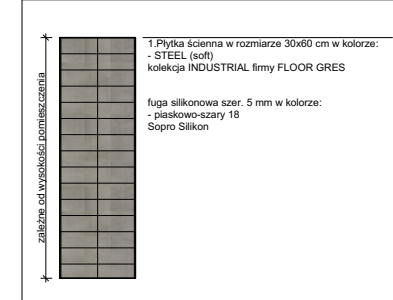 1.Płytka ścienna w rozmiarze 30x60 cm w kolorze:
- STEEL (soft)
kolekcja INDUSTRIAL firmy FLOOR GRES
fuga silikonowa szer. 5 mm w kolorze:
- piaskowo-szary 18
Sopro Silikon
zależne od wysokości pomieszczenia